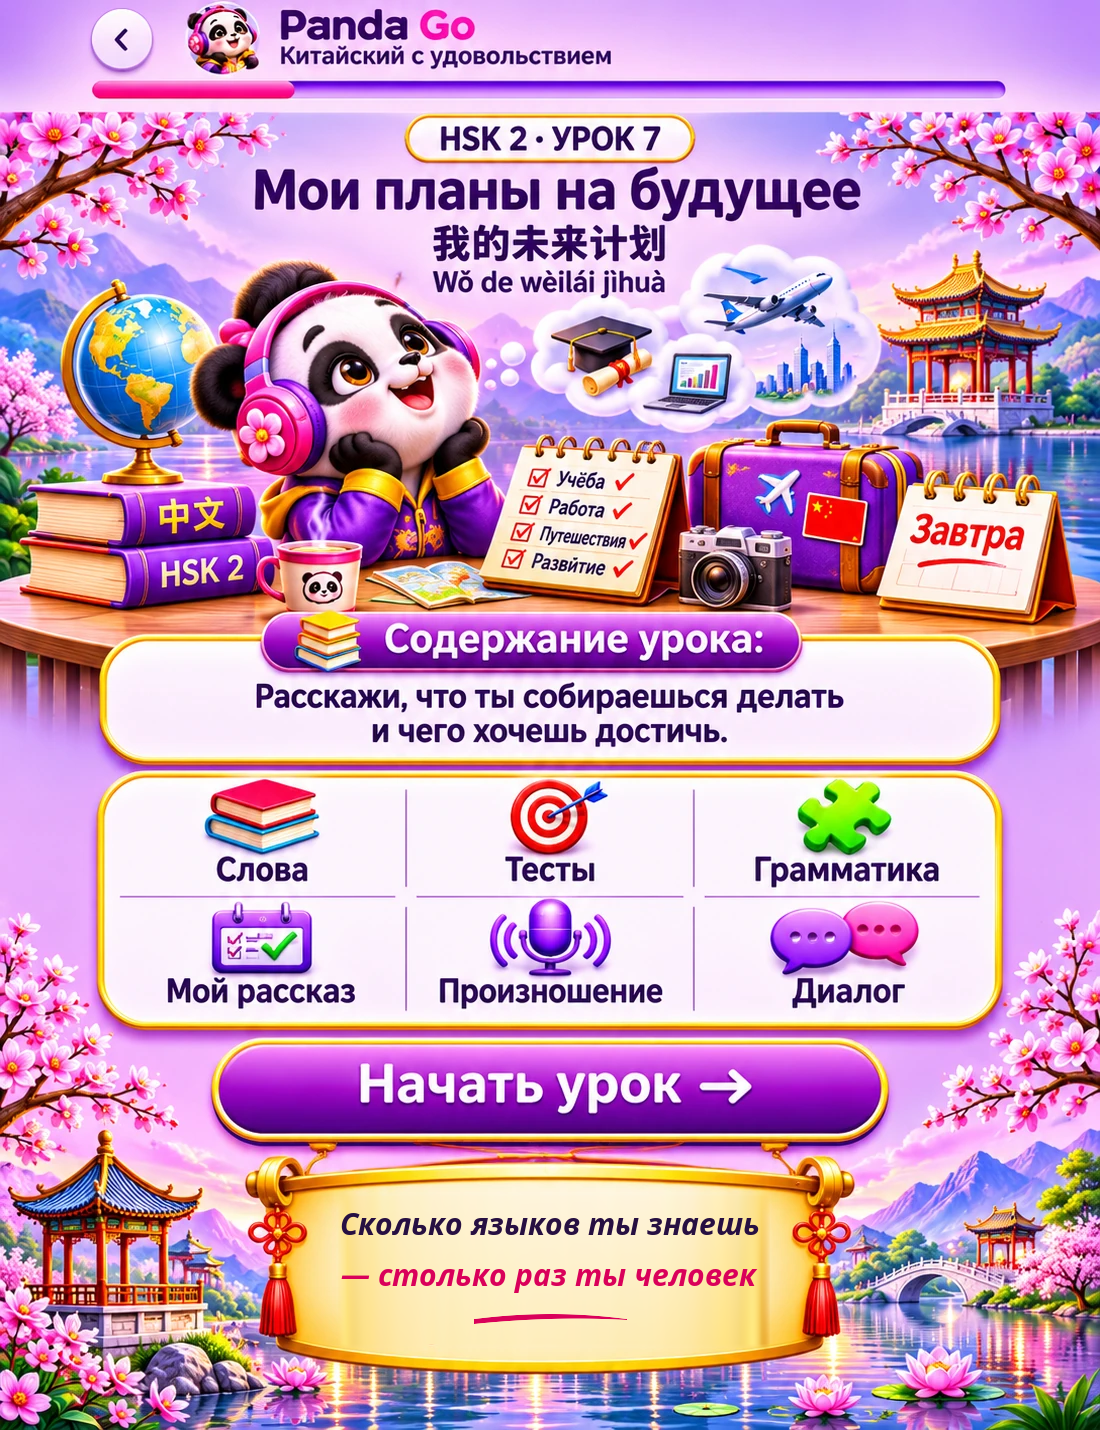 Panda Go
Китайский с удовольствием
HSK 2 · УРОК 7
Мои планы на будущее
我的未来计划
Wǒ de wèilái jìhuà
中文
HSK 2
Учёба
Работа
Путешествия
Развитие
Завтра
Содержание урока:
Расскажи, что ты собираешься делать
и чего хочешь достичь.
Слова
Тесты
Грамматика
Мой рассказ
Произношение
Диалог
Начать урок →
Сколько языков ты знаешь
— столько раз ты человек